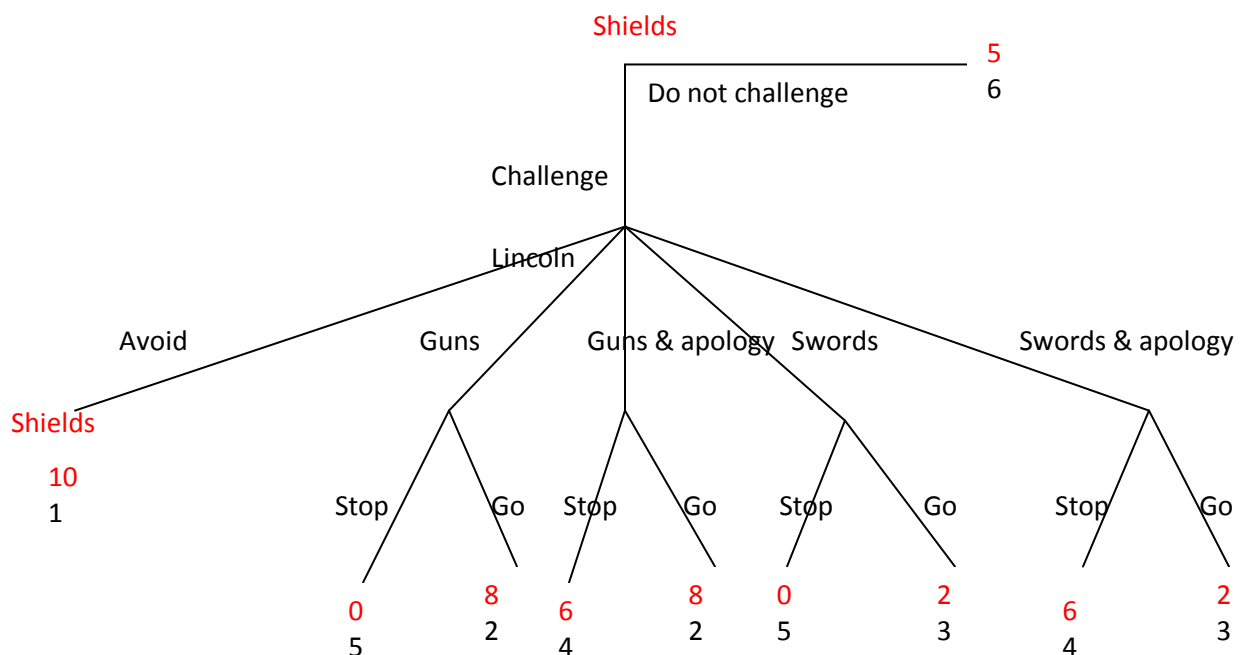 Shields
5
6
Do not challenge
Challenge
Lincoln
Avoid Guns Guns & apology Swords Swords & apology
Shields
10
1
Stop Go Stop Go Stop Go Stop Go
0 8 6 8 0 2 6 2
5 2 4 2 5 3 4 3